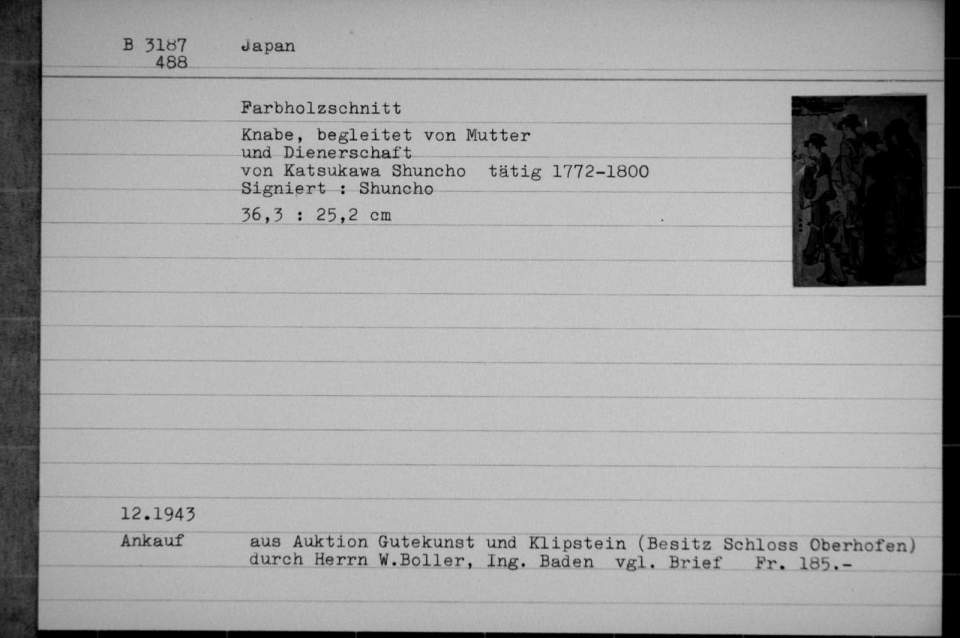 B 3187 Japan
488
Farbholzschnitt
Knabe, begleitet von Mutter
und Dienerschaft
von Katsukawa Shuncho tätig 1772-1800
Signiert : Shuncho
36,3 : 25,2 cm
12.1943
Ankauf aus Auktion Gutekunst und Klipstein (Besitz Schloss Oberhofen)
durch Herrn W.Boller, Ing. Baden vgl. Brief Fr. 185.-